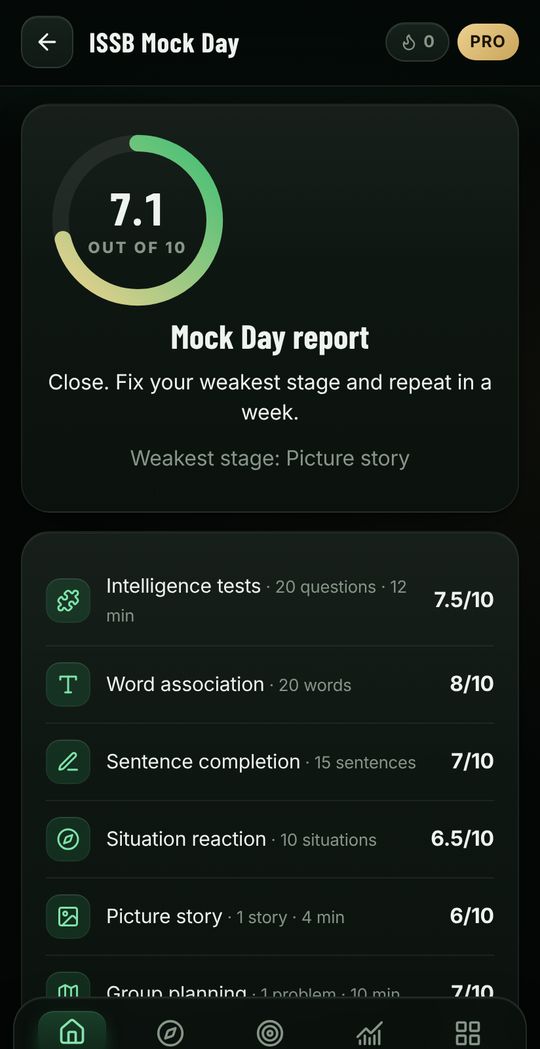 ISSB Mock Day
0
PRO
7.1
OUT OF 10
Mock Day report
Close. Fix your weakest stage and repeat in a
week.
Weakest stage: Picture story
Intelligence tests · 20 questions · 12
min
7.5/10
Word association · 20 words
8/10
Sentence completion · 15 sentences
7/10
Situation reaction · 10 situations
6.5/10
Picture story · 1 story · 4 min
6/10
Group planning · 1 problem · 10 min
7/10